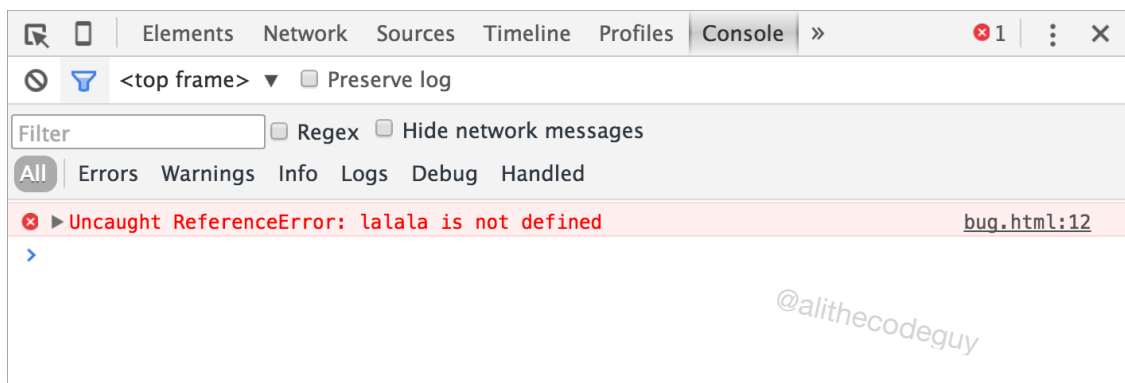 Elements Network Sources Timeline Profiles Console » 1
<top frame> ▼ Preserve log
Filter Regex Hide network messages
All Errors Warnings Info Logs Debug Handled
Uncaught ReferenceError: lalala is not defined bug.html:12
@alithecodeguy